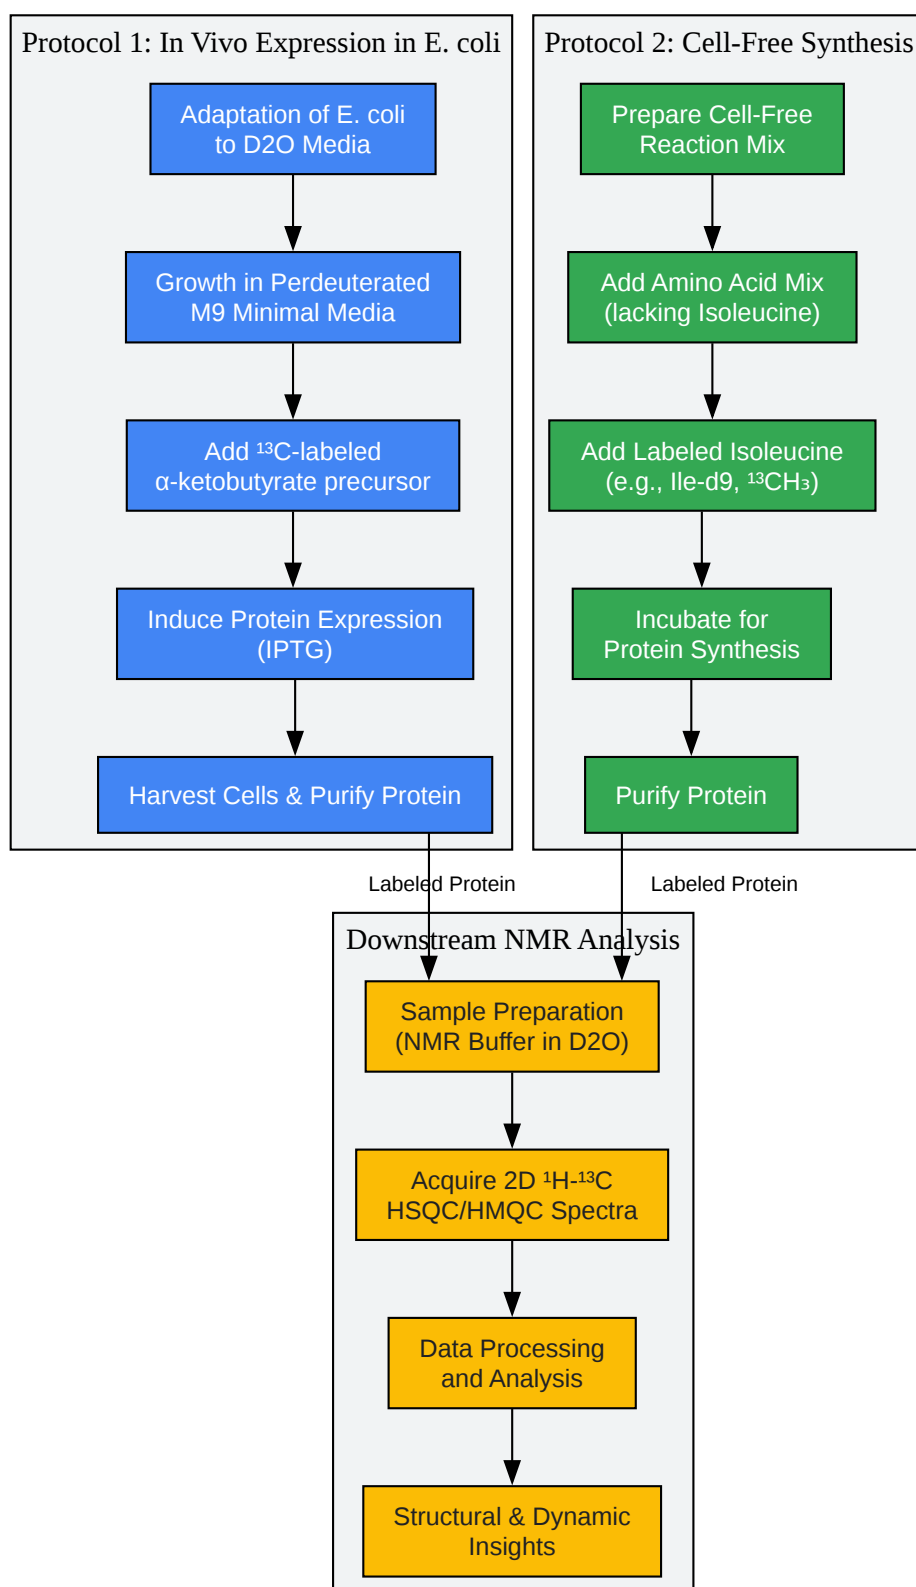 Protocol 1: In Vivo Expression in E. coli
Adaptation of E. coli
to D2O Media
Growth in Perdeuterated
M9 Minimal Media
Add ¹³C-labeled
α-ketobutyrate precursor
Induce Protein Expression
(IPTG)
Harvest Cells & Purify Protein
Protocol 2: Cell-Free Synthesis
Prepare Cell-Free
Reaction Mix
Add Amino Acid Mix
(lacking Isoleucine)
Add Labeled Isoleucine
(e.g., Ile-d9, ¹³CH₃)
Incubate for
Protein Synthesis
Purify Protein
Labeled Protein
Labeled Protein
Downstream NMR Analysis
Sample Preparation
(NMR Buffer in D2O)
Acquire 2D ¹H-¹³C
HSQC/HMQC Spectra
Data Processing
and Analysis
Structural & Dynamic
Insights